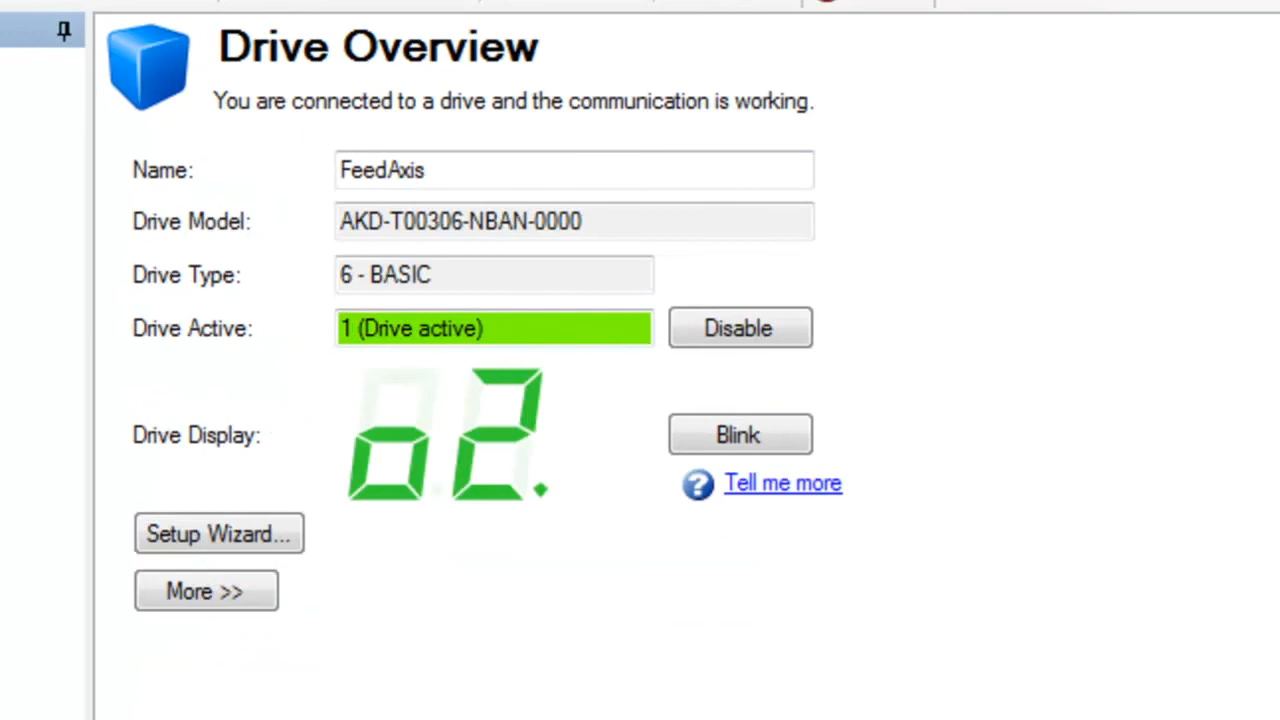 Drive Overview
You are connected to a drive and the communication is working.
Name: FeedAxis
Drive Model: AKD-T00306-NBAN-0000
Drive Type: 6 - BASIC
Drive Active: 1 (Drive active) Disable
Drive Display: o2. Blink
? Tell me more
Setup Wizard...
More >>